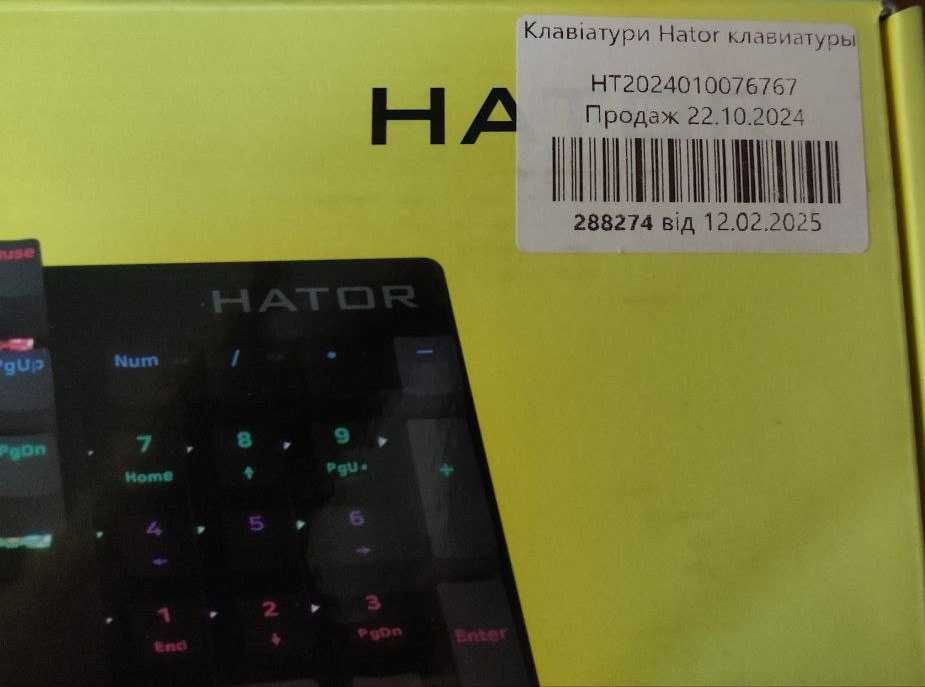 Клавіатури Hator клавиатуры
HT2024010076767
Продаж 22.10.2024
288274 від 12.02.2025
HA
HATOR
PgUp
Num / • −
PgDn
7 8 9 +
Home ↑ PgU
4 5 6
← →
1 2 3
End ↓ PgDn Enter